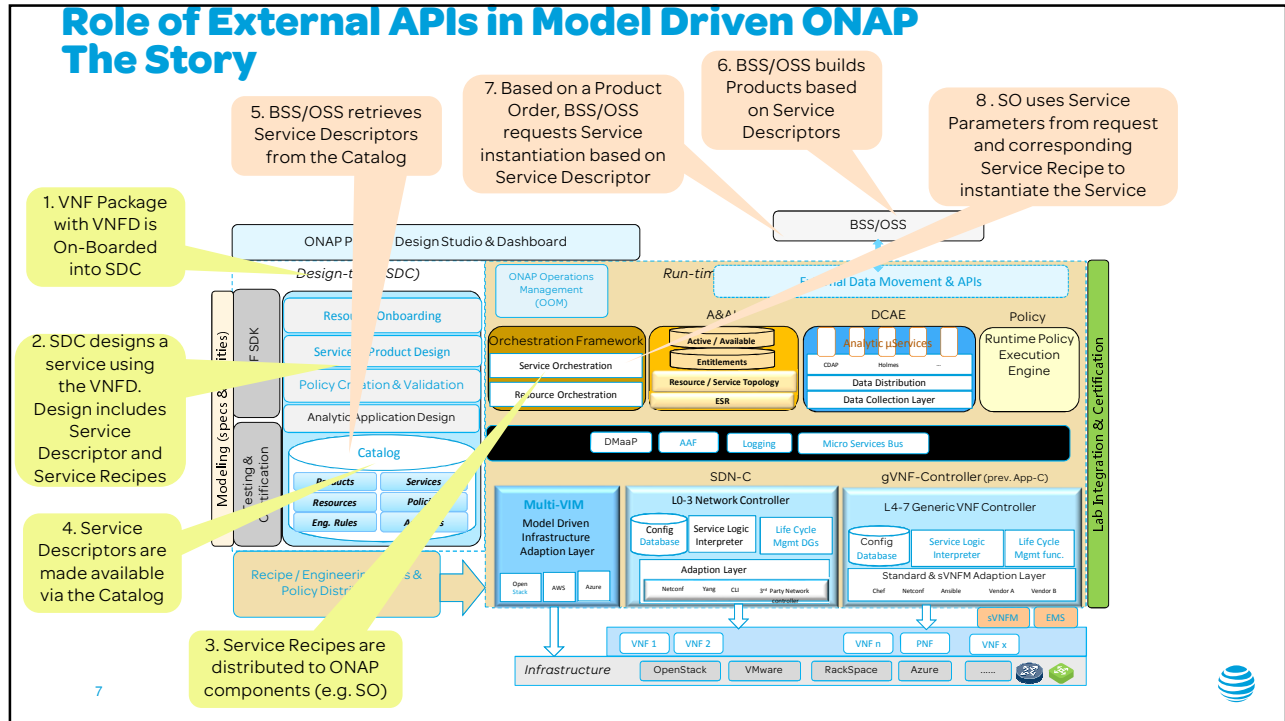 Role of External APIs in Model Driven ONAP
The Story
5. BSS/OSS retrieves
Service Descriptors
from the Catalog
7. Based on a Product
Order, BSS/OSS
requests Service
instantiation based on
Service Descriptor
6. BSS/OSS builds
Products based
on Service
Descriptors
8 . SO uses Service
Parameters from request
and corresponding
Service Recipe to
instantiate the Service
1. VNF Package
with VNFD is
On-Boarded
into SDC
2. SDC designs a
service using
the VNFD.
Design includes
Service
Descriptor and
Service Recipes
4. Service
Descriptors are
made available
via the Catalog
3. Service Recipes are
distributed to ONAP
components (e.g. SO)
BSS/OSS
ONAP P Design Studio & Dashboard
Design-t SDC)
Run-tim
ONAP Operations
Management
(OOM)
nal Data Movement & APIs
Modeling (specs & ities)
F SDK
Testing &
Certification
Resou Onboarding
Service Product Design
Policy Creation & Validation
Analytic Application Design
Catalog
Products
Services
Resources
Polici
Eng. Rules
A s
Recipe / Engineering s &
Policy Distrib
Orchestration Framework
Service Orchestration
Resource Orchestration
A&AI
Active / Available
Entitlements
Resource / Service Topology
ESR
DCAE
Analytic µServices
CDAP
Holmes
...
Data Distribution
Data Collection Layer
Policy
Runtime Policy
Execution
Engine
Lab Integration & Certification
DMaaP
AAF
Logging
Micro Services Bus
Multi-VIM
Model Driven
Infrastructure
Adaption Layer
Open
Stack
AWS
Azure
SDN-C
L0-3 Network Controller
Config
Database
Service Logic
Interpreter
Life Cycle
Mgmt DGs
Adaption Layer
Netconf
Yang
CLI
3rd Party Network
controller
gVNF-Controller (prev. App-C)
L4-7 Generic VNF Controller
Config
Database
Service Logic
Interpreter
Life Cycle
Mgmt func.
Standard & sVNFM Adaption Layer
Chef
Netconf
Ansible
Vendor A
Vendor B
sVNFM
EMS
VNF 1
VNF 2
VNF n
PNF
VNF x
Infrastructure
OpenStack
VMware
RackSpace
Azure
......
7